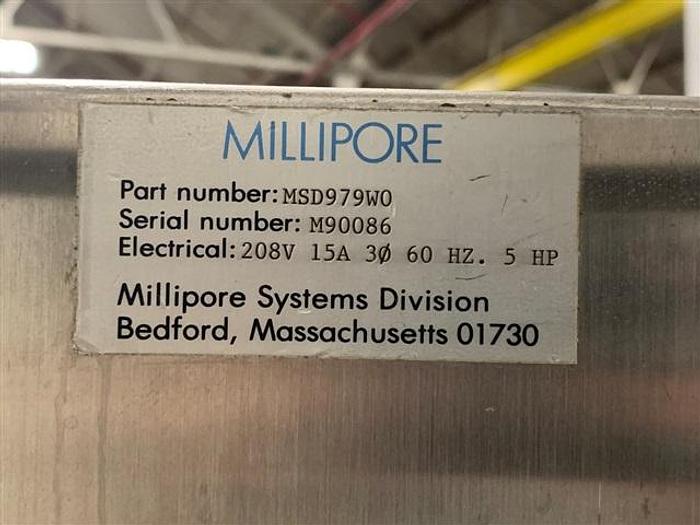 MILLIPORE
Part number: MSD979W0
Serial number: M90086
Electrical: 208V 15A 3Ø 60 HZ. 5 HP
Millipore Systems Division
Bedford, Massachusetts 01730